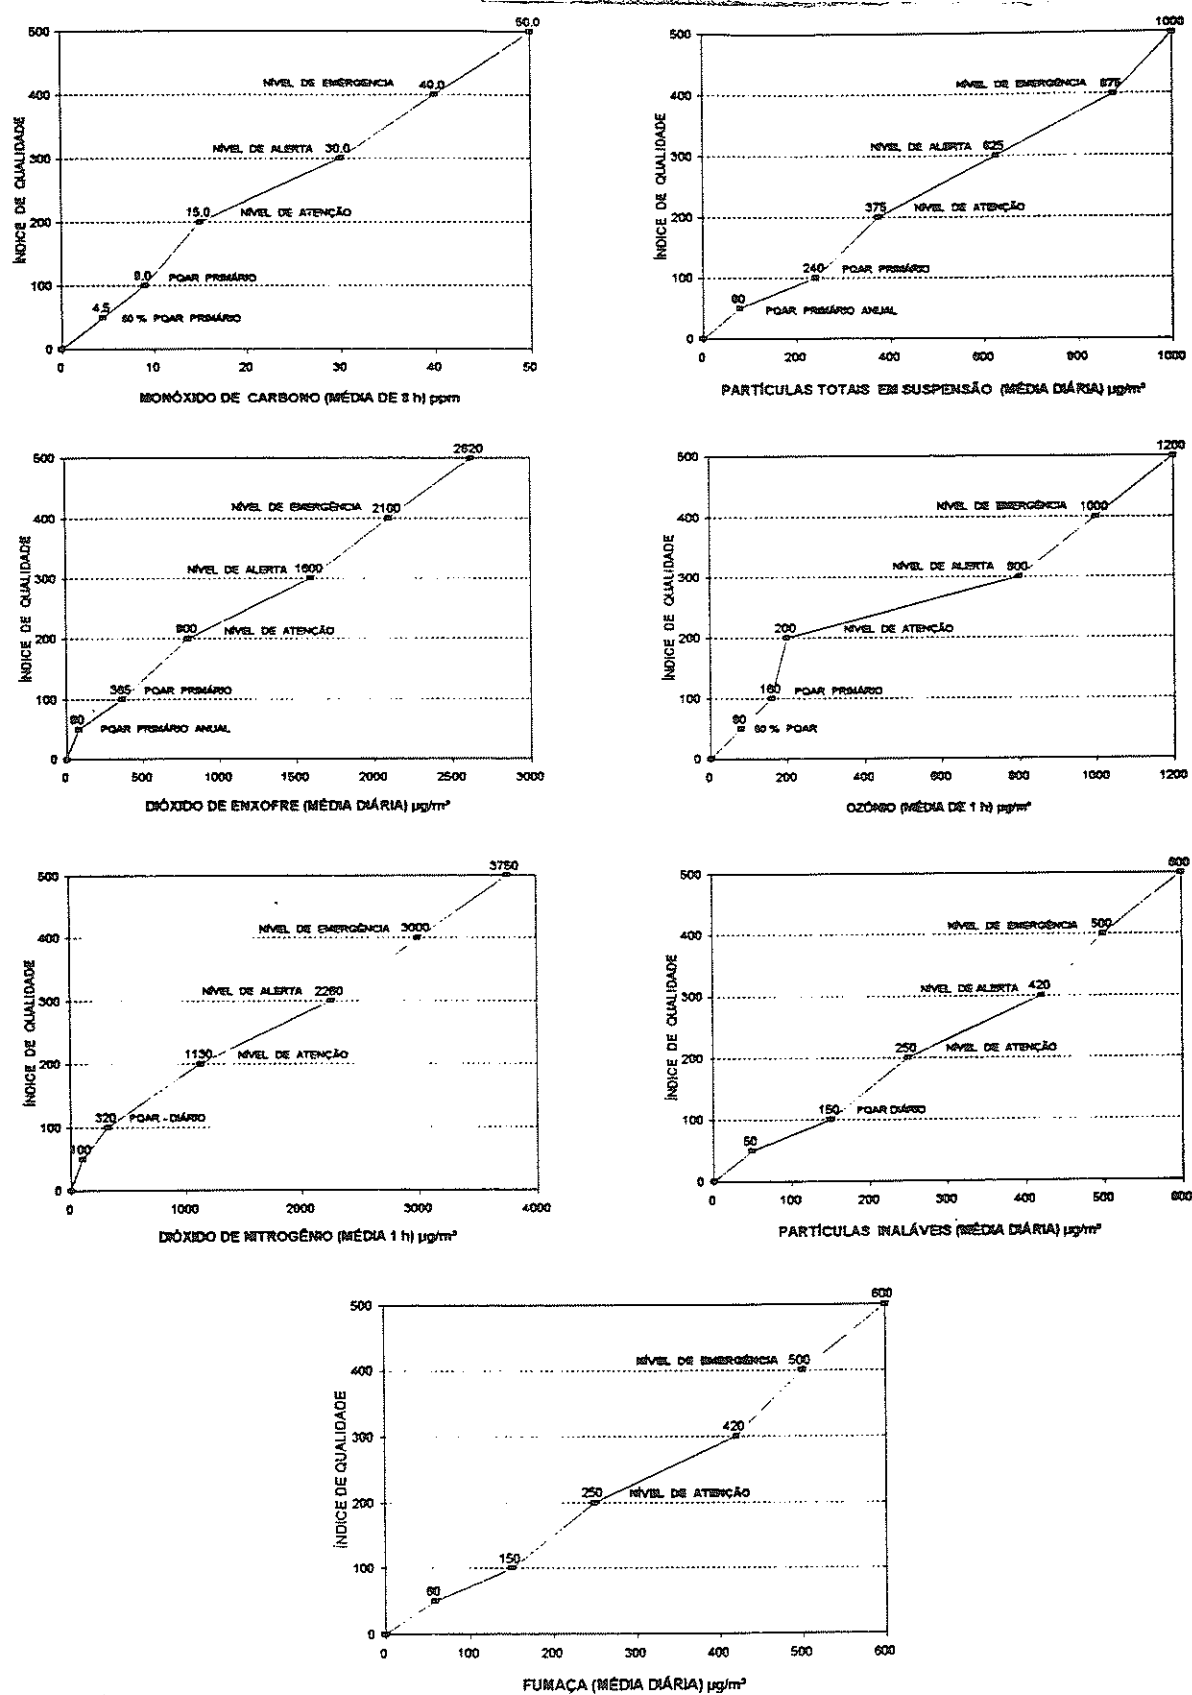 50.0
500
NÍVEL DE EMERGÊNCIA 40.0
400
NÍVEL DE ALERTA 30.0
300
15.0 NÍVEL DE ATENÇÃO
200
9.0 PQAR PRIMÁRIO
100
4.5 50 % PQAR PRIMÁRIO
0
0 10 20 30 40 50
ÍNDICE DE QUALIDADE
MONÓXIDO DE CARBONO (MÉDIA DE 8 h) ppm
1000
500
NÍVEL DE EMERGÊNCIA 875
400
NÍVEL DE ALERTA 625
300
375 NÍVEL DE ATENÇÃO
200
240 PQAR PRIMÁRIO
100
80 PQAR PRIMÁRIO ANUAL
0
0 200 400 600 800 1000
ÍNDICE DE QUALIDADE
PARTÍCULAS TOTAIS EM SUSPENSÃO (MÉDIA DIÁRIA) µg/m³
2620
500
NÍVEL DE EMERGÊNCIA 2100
400
NÍVEL DE ALERTA 1600
300
800 NÍVEL DE ATENÇÃO
200
365 PQAR PRIMÁRIO
100
80 PQAR PRIMÁRIO ANUAL
0
0 500 1000 1500 2000 2500 3000
ÍNDICE DE QUALIDADE
DIÓXIDO DE ENXOFRE (MÉDIA DIÁRIA) µg/m³
1200
500
NÍVEL DE EMERGÊNCIA 1000
400
NÍVEL DE ALERTA 800
300
200 NÍVEL DE ATENÇÃO
200
160 PQAR PRIMÁRIO
100
80 50 % PQAR
0
0 200 400 600 800 1000 1200
ÍNDICE DE QUALIDADE
OZÔNIO (MÉDIA DE 1 h) µg/m³
3750
500
NÍVEL DE EMERGÊNCIA 3000
400
NÍVEL DE ALERTA 2260
300
1130 NÍVEL DE ATENÇÃO
200
320 PQAR - DIÁRIO
100
100
0
0 1000 2000 3000 4000
ÍNDICE DE QUALIDADE
DIÓXIDO DE NITROGÊNIO (MÉDIA 1 h) µg/m³
600
500
NÍVEL DE EMERGÊNCIA 500
400
NÍVEL DE ALERTA 420
300
250 NÍVEL DE ATENÇÃO
200
150 PQAR DIÁRIO
100
50
0
0 100 200 300 400 500 600
ÍNDICE DE QUALIDADE
PARTÍCULAS INALÁVEIS (MÉDIA DIÁRIA) µg/m³
600
500
NÍVEL DE EMERGÊNCIA 500
400
420
300
250 NÍVEL DE ATENÇÃO
200
150
100
60
0
0 100 200 300 400 500 600
ÍNDICE DE QUALIDADE
FUMAÇA (MÉDIA DIÁRIA) µg/m³